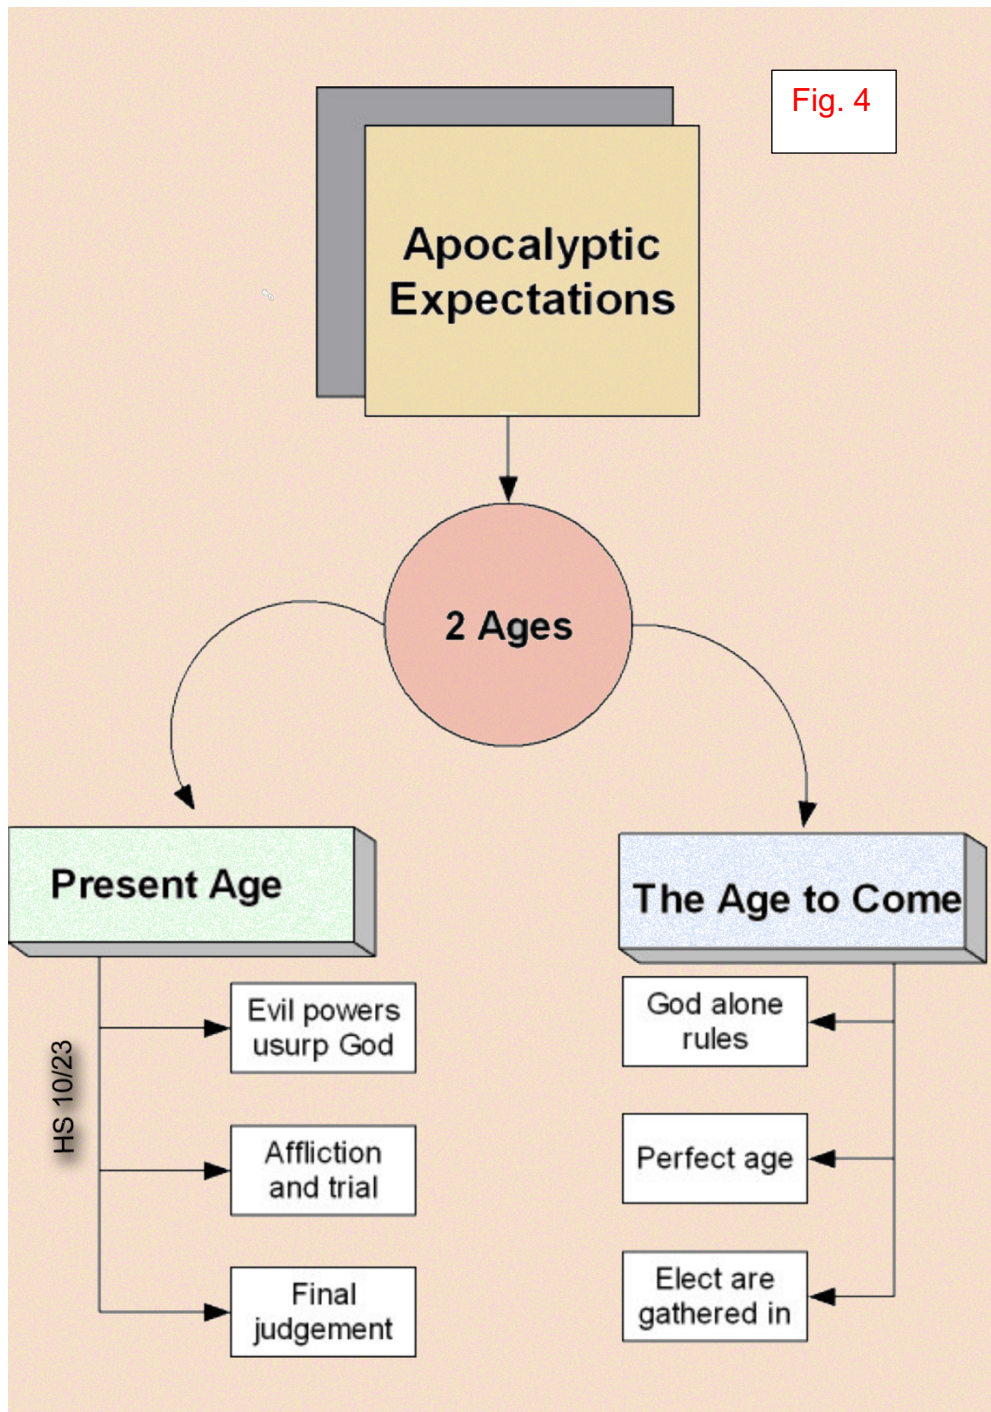 Fig. 4
Apocalyptic
Expectations
2 Ages
Present Age
Evil powers
usurp God
Affliction
and trial
Final
judgement
HS 10/23
The Age to Come
God alone
rules
Perfect age
Elect are
gathered in